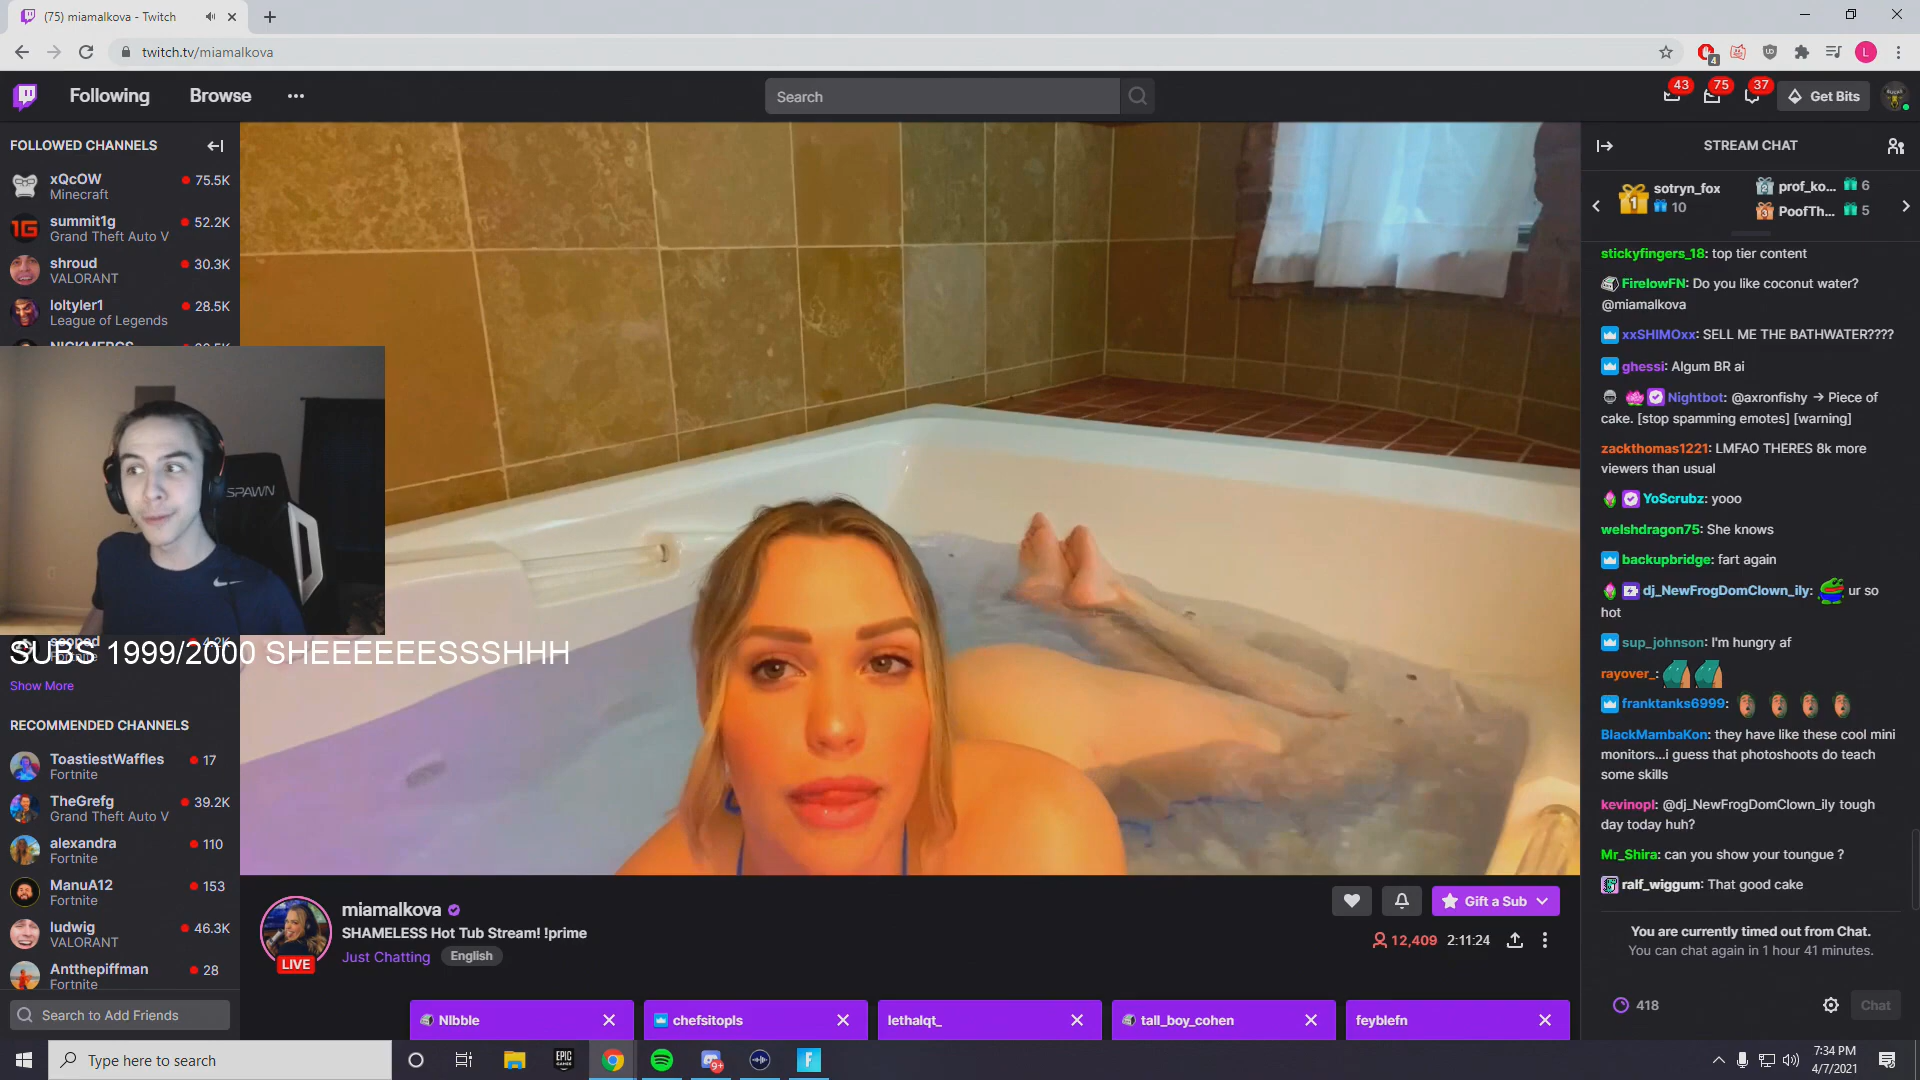 (75) miamalkova - Twitch
twitch.tv/miamalkova
4
L
Following
Browse
Search
43
75
37
Get Bits
FOLLOWED CHANNELS
xQcOW
75.5K
Minecraft
summit1g
52.2K
Grand Theft Auto V
shroud
30.3K
VALORANT
loltyler1
28.5K
League of Legends
SPAWN
SUBS 1999/2000 SHEEEEEESSSHHH
Show More
RECOMMENDED CHANNELS
ToastiestWaffles
17
Fortnite
TheGrefg
39.2K
Grand Theft Auto V
alexandra
110
Fortnite
ManuA12
153
Fortnite
ludwig
46.3K
VALORANT
Antthepiffman
28
Fortnite
Search to Add Friends
miamalkova
SHAMELESS Hot Tub Stream! !prime
Just Chatting
English
LIVE
Gift a Sub
12,409
2:11:24
NIbble
chefsitopls
lethalqt_
tall_boy_cohen
feyblefn
STREAM CHAT
1
sotryn_fox
10
2
prof_ko...
6
3
PoofTh...
5
stickyfingers_18: top tier content
FirelowFN: Do you like coconut water?
@miamalkova
xxSHIMOxx: SELL ME THE BATHWATER????
ghessi: Algum BR ai
Nightbot: @axronfishy → Piece of
cake. [stop spamming emotes] [warning]
zackthomas1221: LMFAO THERES 8k more
viewers than usual
YoScrubz: yooo
welshdragon75: She knows
backupbridge: fart again
dj_NewFrogDomClown_ily: ur so
hot
sup_johnson: I'm hungry af
rayover_:
franktanks6999:
BlackMambaKon: they have like these cool mini
monitors...i guess that photoshoots do teach
some skills
kevinopl: @dj_NewFrogDomClown_ily tough
day today huh?
Mr_Shira: can you show your toungue ?
ralf_wiggum: That good cake
You are currently timed out from Chat.
You can chat again in 1 hour 41 minutes.
418
Chat
Type here to search
EPIC GAMES
9+
F
7:34 PM
4/7/2021